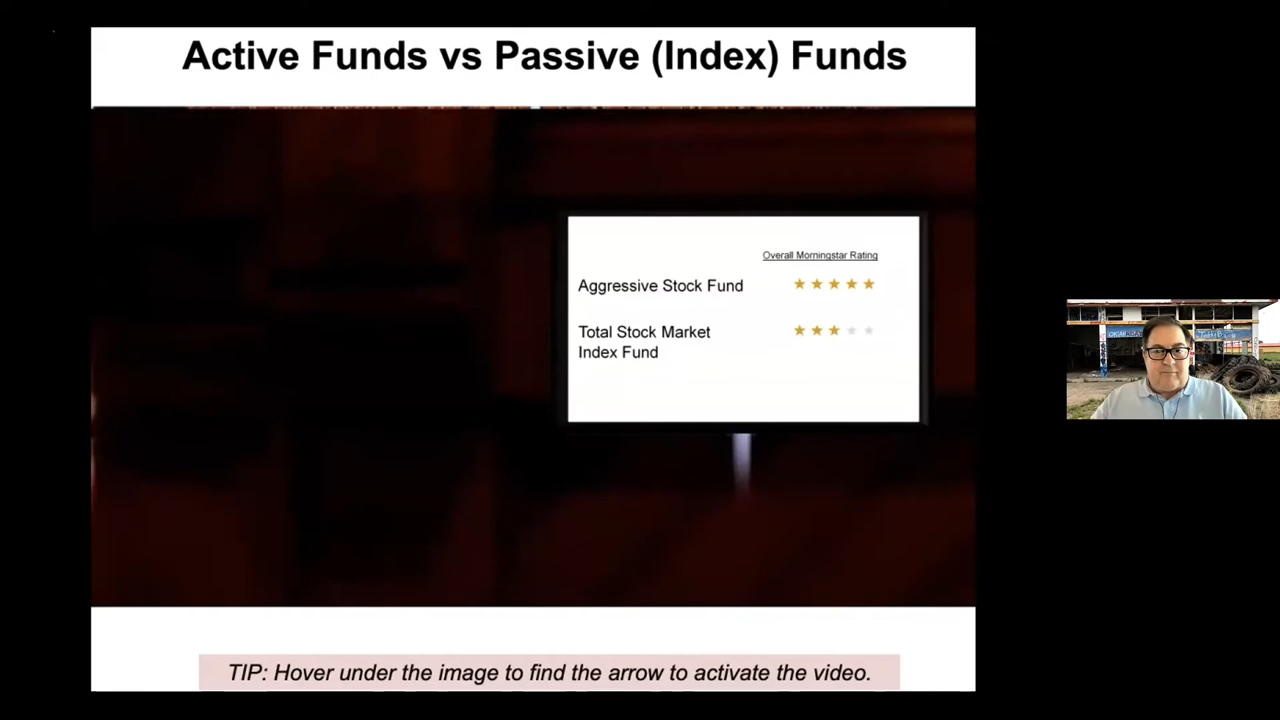 Active Funds vs Passive (Index) Funds
Overall Morningstar Rating
Aggressive Stock Fund
Total Stock Market
Index Fund
TIP: Hover under the image to find the arrow to activate the video.